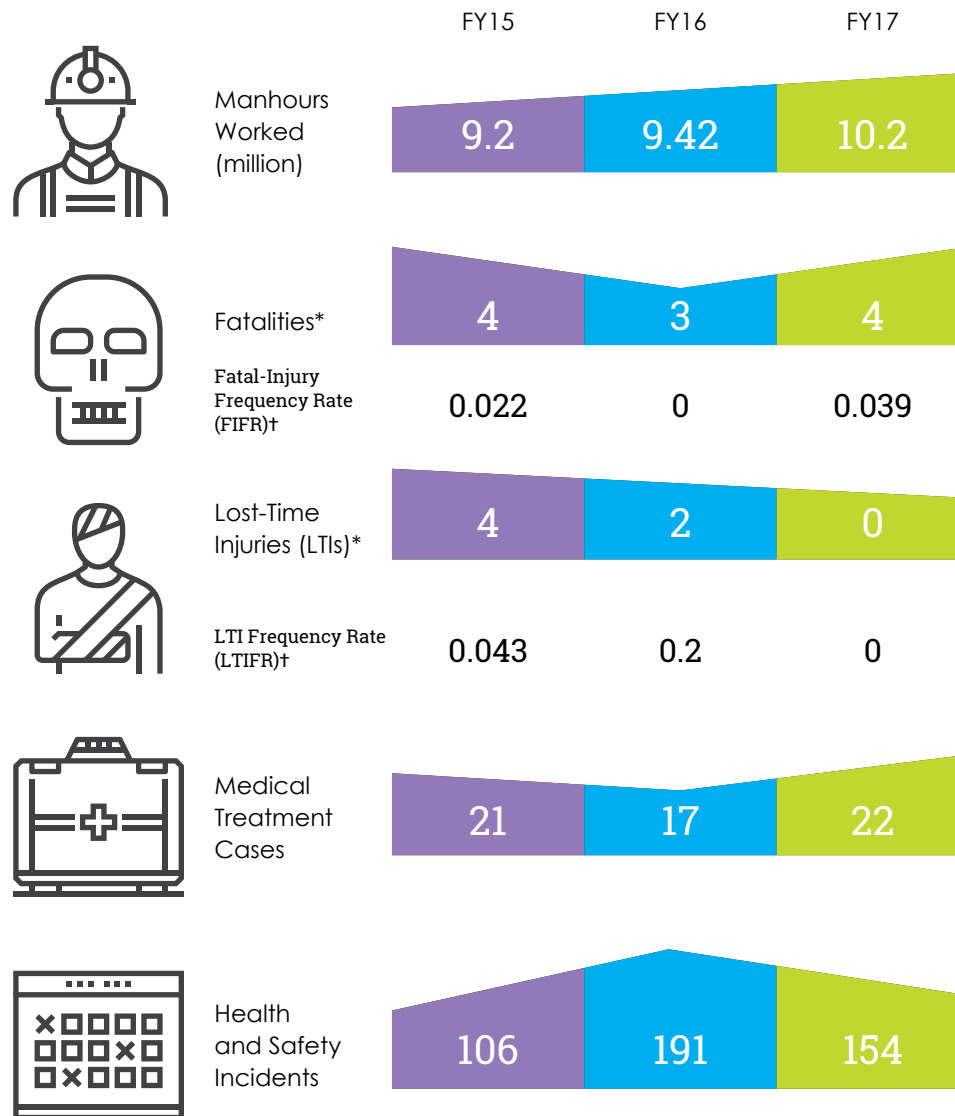 FY15 FY16 FY17
Manhours
Worked
(million)
9.2 9.42 10.2
Fatalities*
4 3 4
Fatal-Injury
Frequency Rate
(FIFR)†
0.022 0 0.039
Lost-Time
Injuries (LTIs)*
4 2 0
LTI Frequency Rate
(LTIFR)†
0.043 0.2 0
Medical
Treatment
Cases
21 17 22
Health
and Safety
Incidents
106 191 154